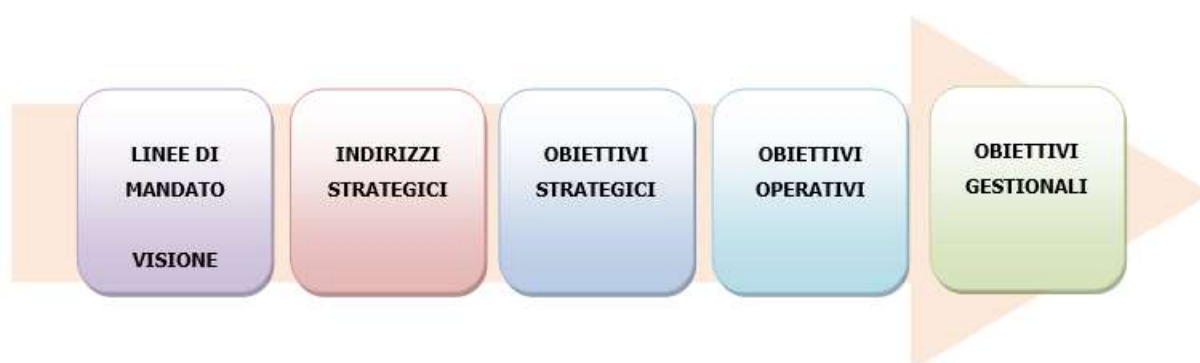 LINEE DI
MANDATO
VISIONE
INDIRIZZI
STRATEGICI
OBIETTIVI
STRATEGICI
OBIETTIVI
OPERATIVI
OBIETTIVI
GESTIONALI